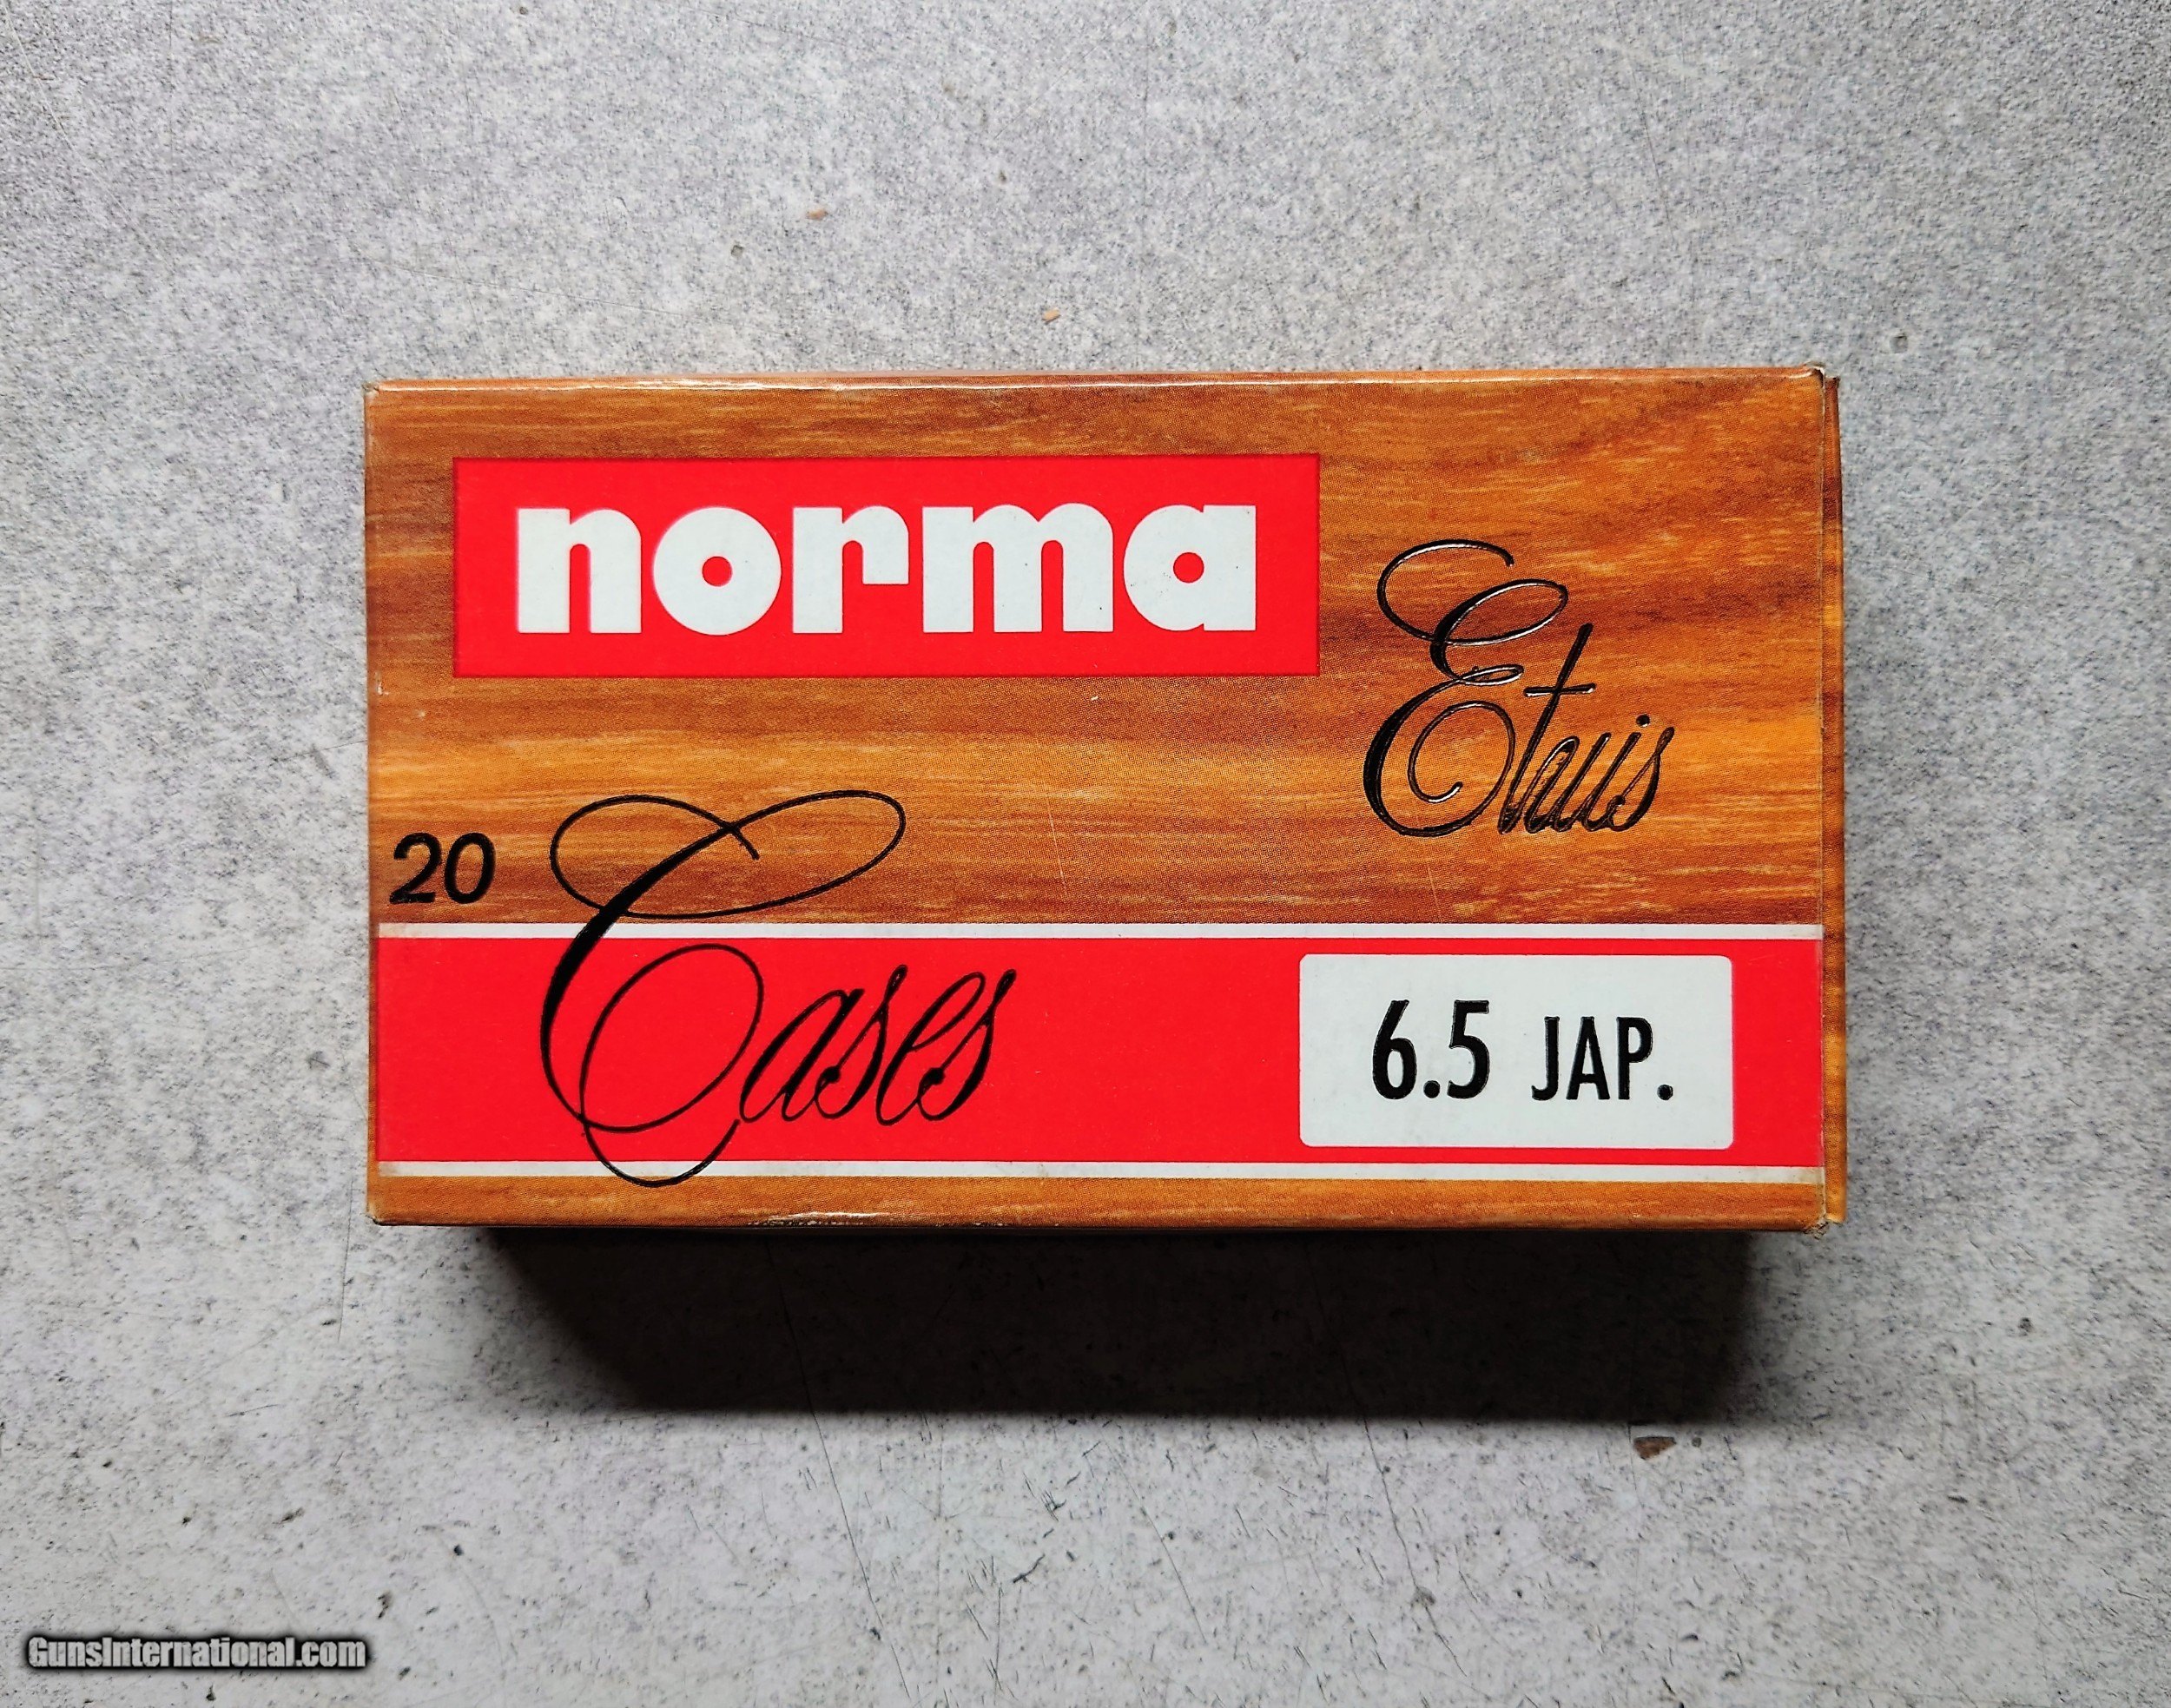 norma
Etuis
20 Cases
6.5 JAP.
GunsInternational.com